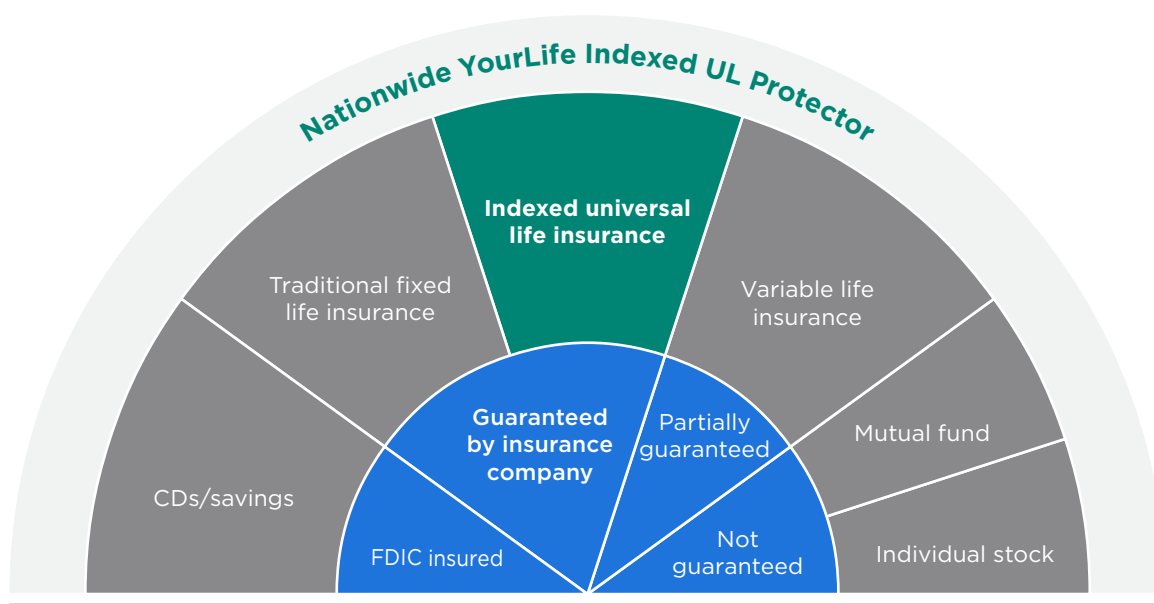 Nationwide YourLife Indexed UL Protector
Indexed universal
life insurance
Traditional fixed
life insurance
Variable life
insurance
Guaranteed
by insurance
company
Partially
guaranteed
Mutual fund
CDs/savings
FDIC insured
Not
guaranteed
Individual stock